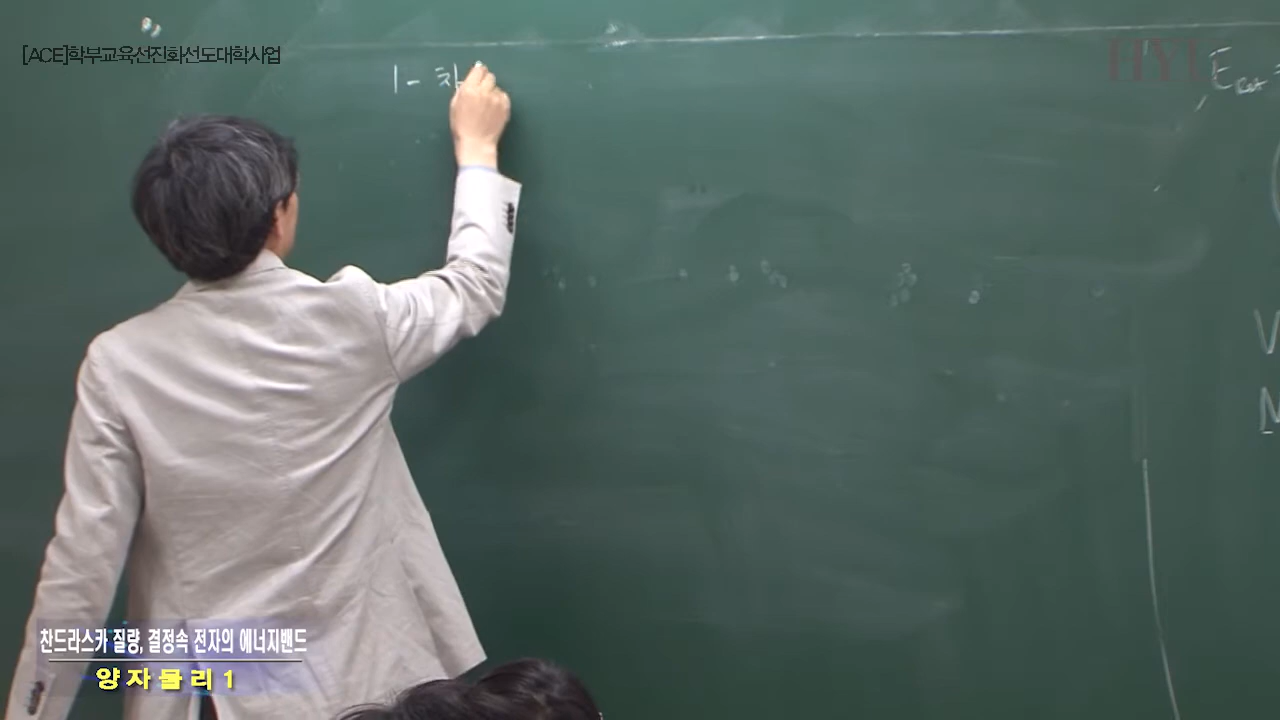 [ACE]학부교육선진화선도대학사업
HYU
1-차
E
찬드라스카 질량, 결정속 전자의 에너지밴드
양자물리1